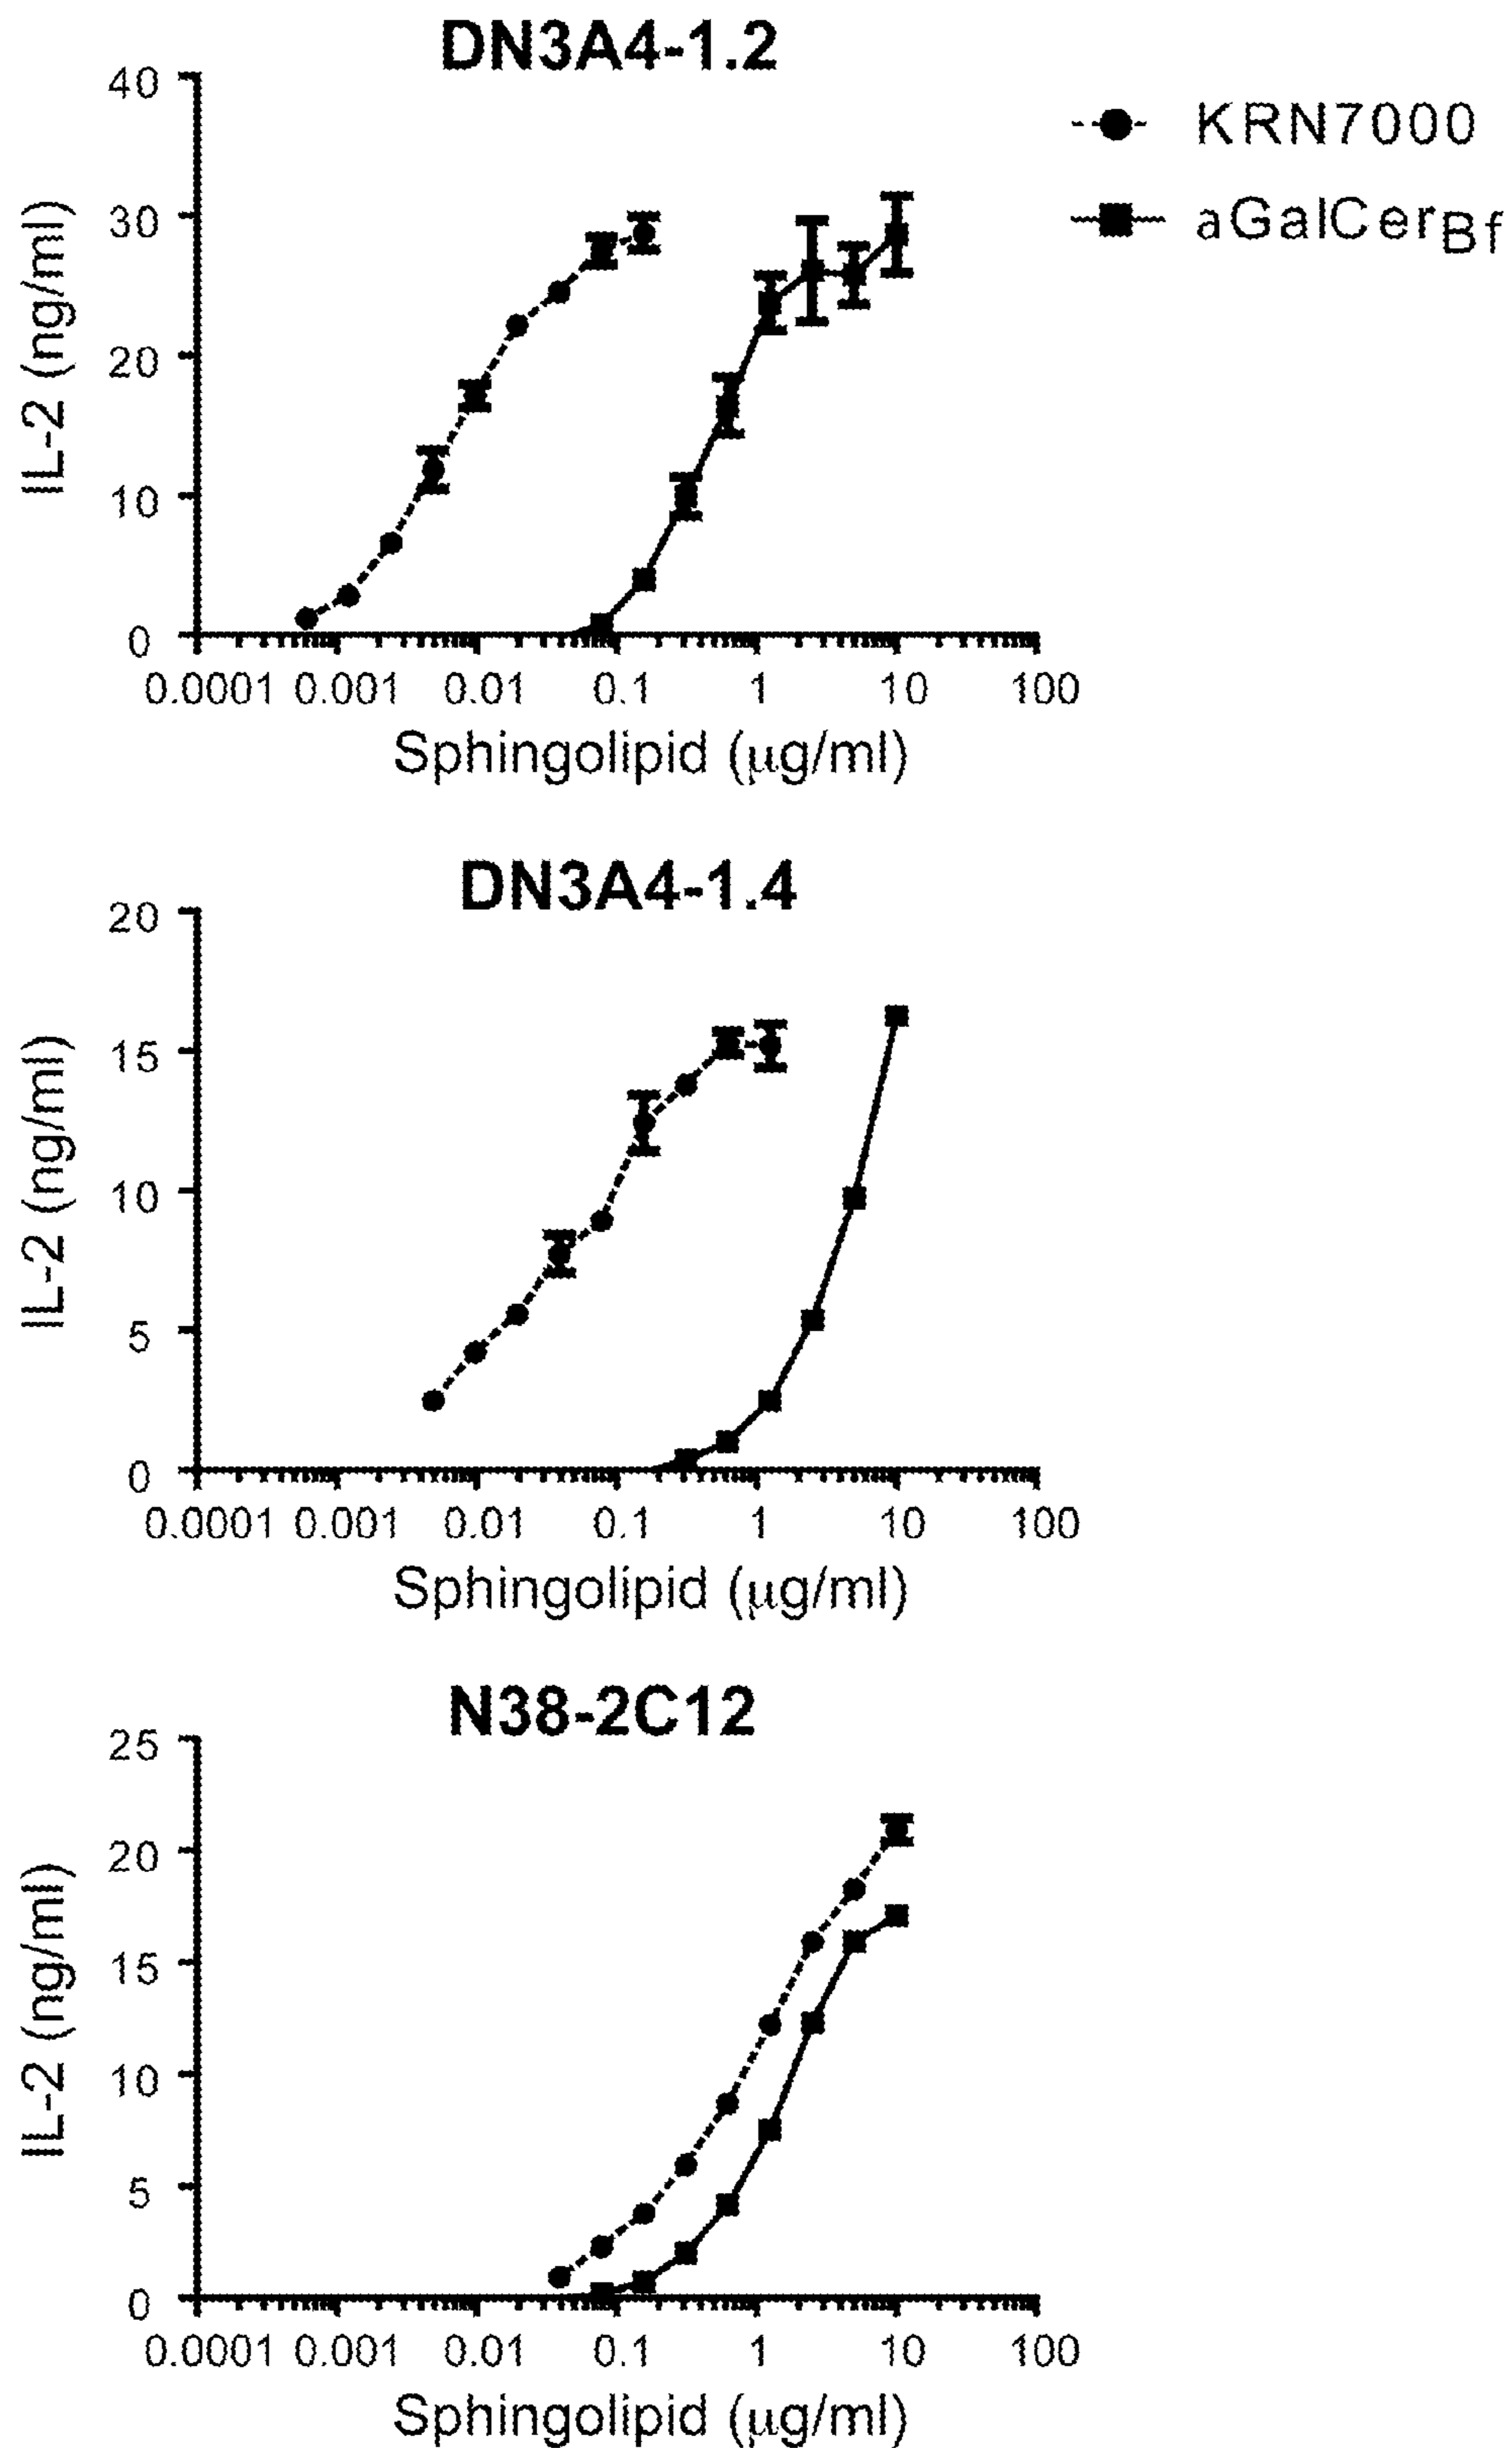 DN3A4-1.2
KRN7000
aGalCerBf
IL-2 (ng/ml)
40
30
20
10
0
0.0001 0.001 0.01 0.1 1 10 100
Sphingolipid (μg/ml)
DN3A4-1.4
IL-2 (ng/ml)
20
15
10
5
0
0.0001 0.001 0.01 0.1 1 10 100
Sphingolipid (μg/ml)
N38-2C12
IL-2 (ng/ml)
25
20
15
10
5
0
0.0001 0.001 0.01 0.1 1 10 100
Sphingolipid (μg/ml)